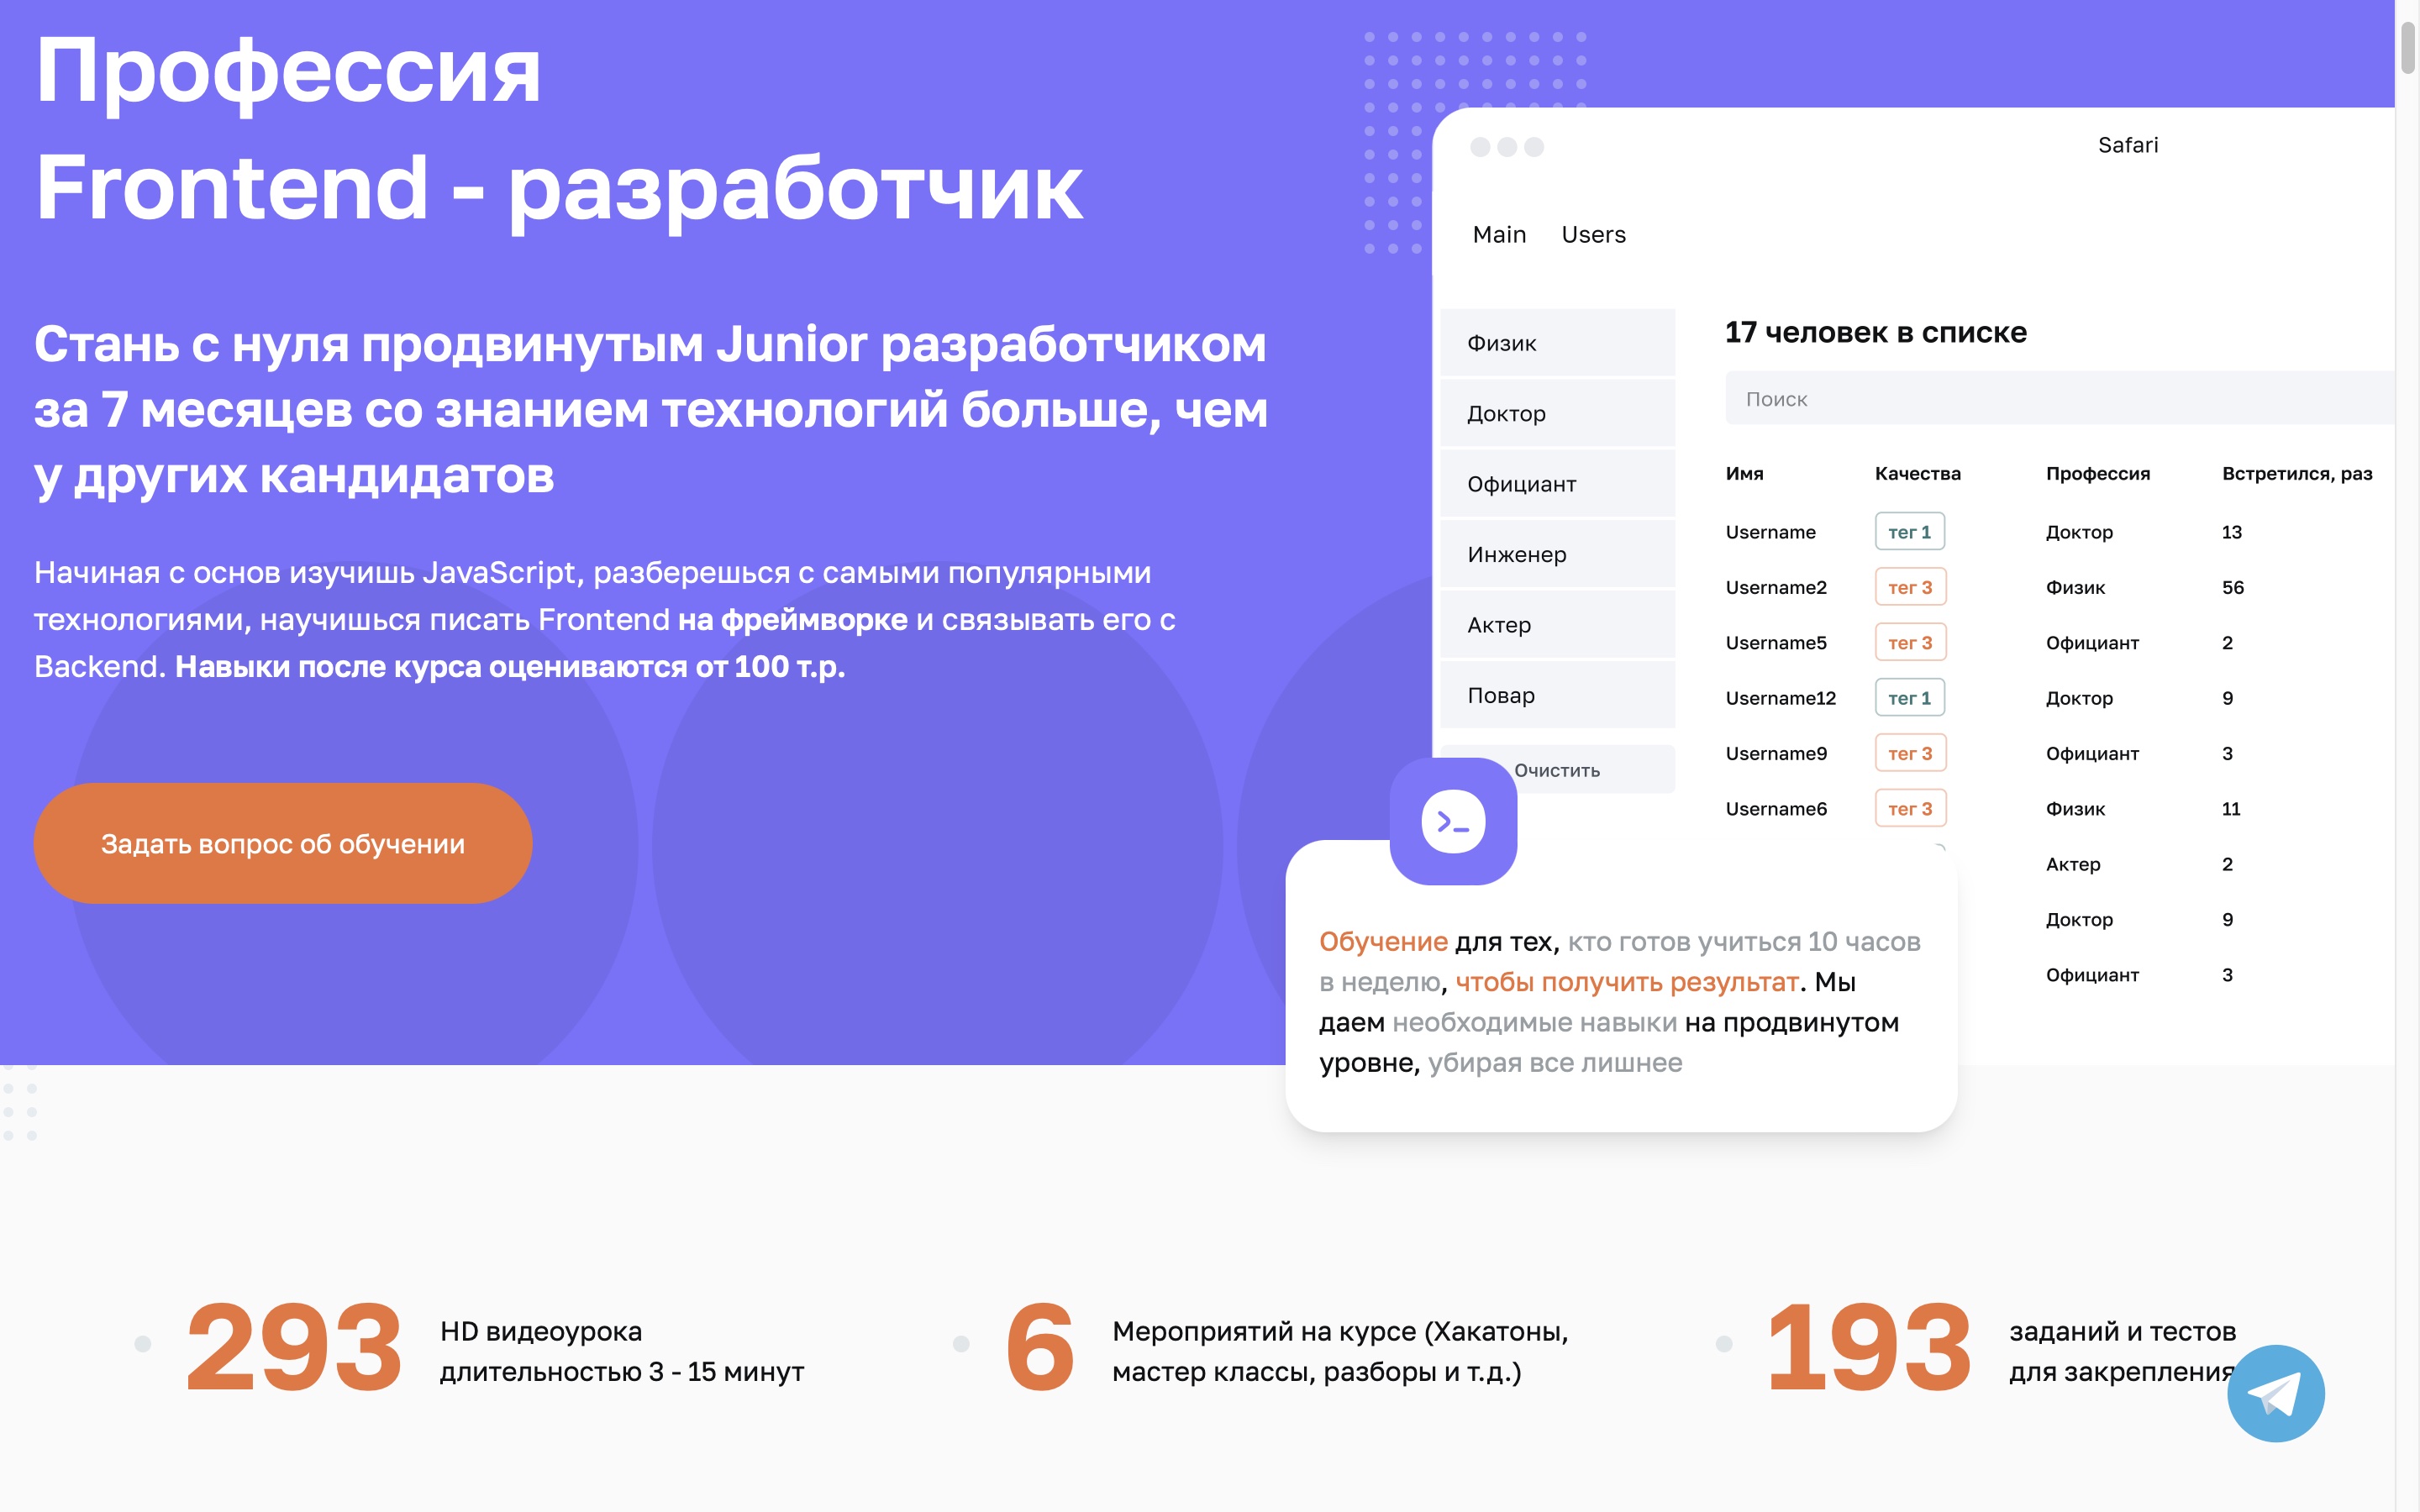 Профессия
Frontend - разработчик
Стань с нуля продвинутым Junior разработчиком
за 7 месяцев со знанием технологий больше, чем
у других кандидатов
Начиная с основ изучишь JavaScript, разберешься с самыми популярными
технологиями, научишься писать Frontend на фреймворке и связывать его с
Backend. Навыки после курса оцениваются от 100 т.р.
Задать вопрос об обучении
Safari
Main Users
Физик
Доктор
Официант
Инженер
Актер
Повар
Очистить
17 человек в списке
Поиск
Имя Качества Профессия Встретился, раз
Username тег 1 Доктор 13
Username2 тег 3 Физик 56
Username5 тег 3 Официант 2
Username12 тег 1 Доктор 9
Username9 тег 3 Официант 3
Username6 тег 3 Физик 11
Актер 2
Доктор 9
Официант 3
>_
Обучение для тех, кто готов учиться 10 часов
в неделю, чтобы получить результат. Мы
даем необходимые навыки на продвинутом
уровне, убирая все лишнее
293 HD видеоурока
длительностью 3 - 15 минут
6 Мероприятий на курсе (Хакатоны,
мастер классы, разборы и т.д.)
193 заданий и тестов
для закрепления